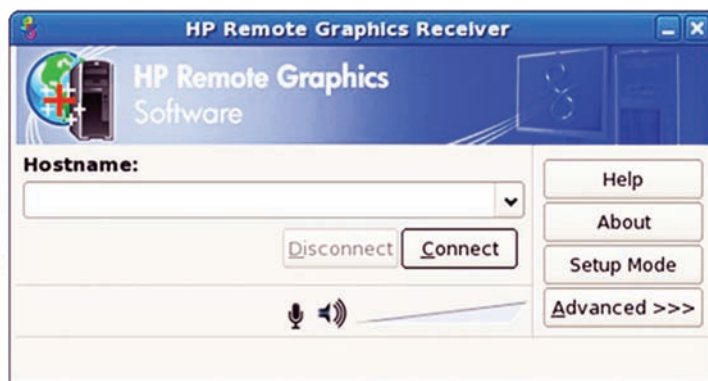 HP Remote Graphics Receiver
HP Remote Graphics
Software
Hostname:
Help
About
Disconnect Connect
Setup Mode
Advanced >>>